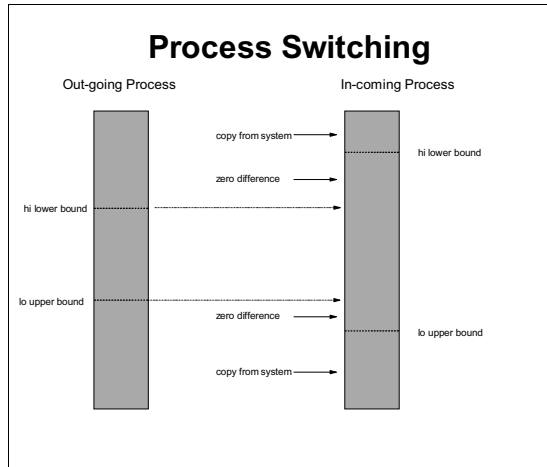 Process Switching
Out-going Process
In-coming Process
copy from system
hi lower bound
zero difference
hi lower bound
lo upper bound
zero difference
lo upper bound
copy from system